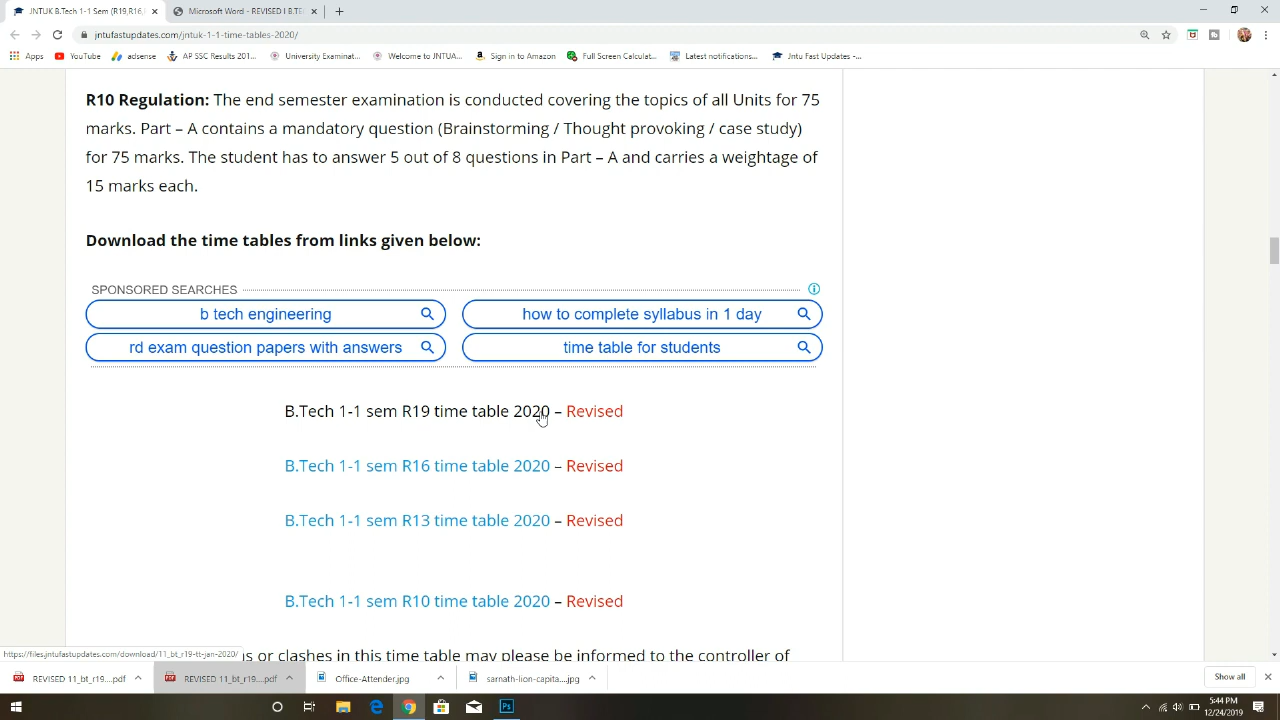 JNTUK B.Tech 1-1 Sem (R19,R16,
Microsoft Word - REVISED I B.TEC
jntufastupdates.com/jntuk-1-1-time-tables-2020/
Apps YouTube adsense AP SSC Results 201... University Examinat... Welcome to JNTUA... Sign in to Amazon Full Screen Calculat... Latest notifications... Jntu Fast Updates -...
R10 Regulation: The end semester examination is conducted covering the topics of all Units for 75
marks. Part – A contains a mandatory question (Brainstorming / Thought provoking / case study)
for 75 marks. The student has to answer 5 out of 8 questions in Part – A and carries a weightage of
15 marks each.
Download the time tables from links given below:
SPONSORED SEARCHES
b tech engineering how to complete syllabus in 1 day
rd exam question papers with answers time table for students
B.Tech 1-1 sem R19 time table 2020 – Revised
B.Tech 1-1 sem R16 time table 2020 – Revised
B.Tech 1-1 sem R13 time table 2020 – Revised
B.Tech 1-1 sem R10 time table 2020 – Revised
https://files.jntufastupdates.com/download/11_bt_r19-tt-jan-2020/
s or clashes in this time table may please be informed to the controller of
REVISED 11_bt_r19....pdf REVISED 11_bt_r19....pdf Office-Attender.jpg sarnath-lion-capita....jpg Show all
5:44 PM
12/24/2019